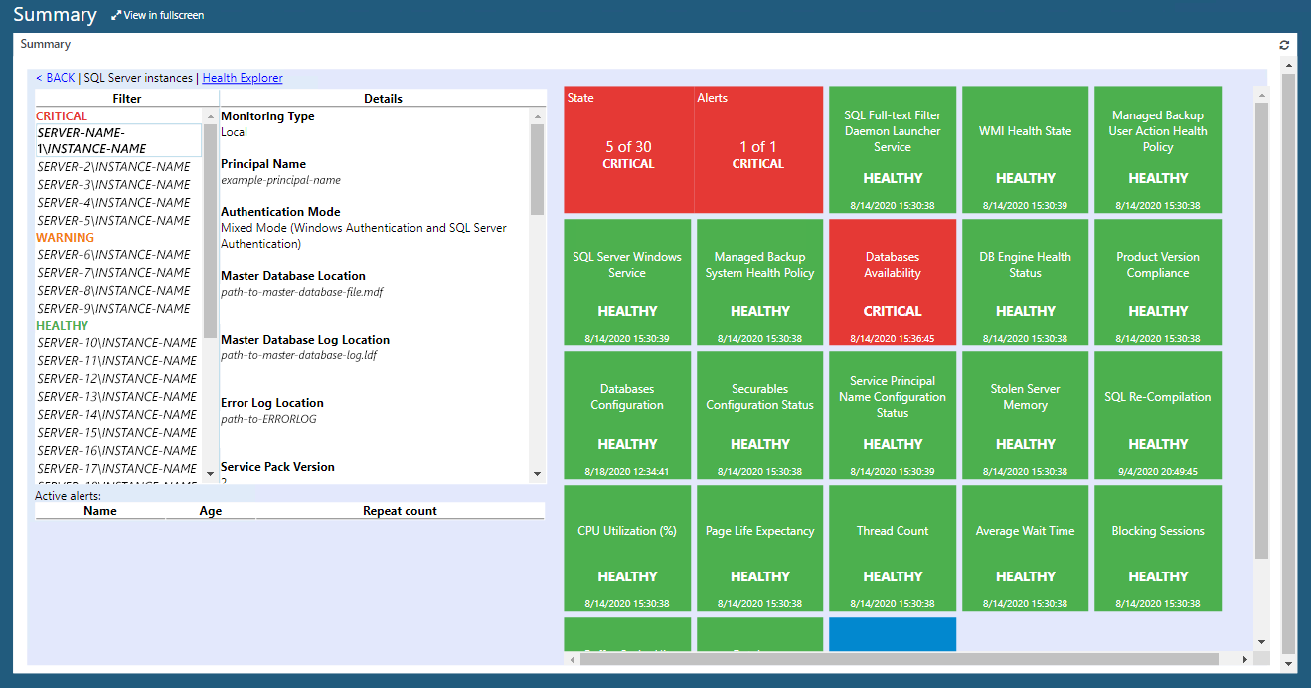 Summary
View in fullscreen
Summary
< BACK | SQL Server instances | Health Explorer
Filter
CRITICAL
SERVER-NAME-
1\INSTANCE-NAME
SERVER-2\INSTANCE-NAME
SERVER-3\INSTANCE-NAME
SERVER-4\INSTANCE-NAME
SERVER-5\INSTANCE-NAME
WARNING
SERVER-6\INSTANCE-NAME
SERVER-7\INSTANCE-NAME
SERVER-8\INSTANCE-NAME
SERVER-9\INSTANCE-NAME
HEALTHY
SERVER-10\INSTANCE-NAME
SERVER-11\INSTANCE-NAME
SERVER-12\INSTANCE-NAME
SERVER-13\INSTANCE-NAME
SERVER-14\INSTANCE-NAME
SERVER-15\INSTANCE-NAME
SERVER-16\INSTANCE-NAME
SERVER-17\INSTANCE-NAME
Details
Monitoring Type
Loca
Principal Name
example-principal-name
Authentication Mode
Mixed Mode (Windows Authentication and SQL Server
Authentication)
Master Database Location
path-to-master-database-file.mdf
Master Database Log Location
path-to-master-database-log.ldf
Error Log Location
path-to-ERRORLOG
Service Pack Version
2
Active alerts:
Name Age Repeat count
State
5 of 30
CRITICAL
Alerts
1 of 1
CRITICAL
SQL Full-text Filter
Daemon Launcher
Service
HEALTHY
8/14/2020 15:30:38
WMI Health State
HEALTHY
8/14/2020 15:30:39
Managed Backup
User Action Health
Policy
HEALTHY
8/14/2020 15:30:38
SQL Server Windows
Service
HEALTHY
8/14/2020 15:30:39
Managed Backup
System Health Policy
HEALTHY
8/14/2020 15:30:38
Databases
Availability
CRITICAL
8/14/2020 15:36:45
DB Engine Health
Status
HEALTHY
8/14/2020 15:30:38
Product Version
Compliance
HEALTHY
8/14/2020 15:30:38
Databases
Configuration
HEALTHY
8/18/2020 12:34:41
Securables
Configuration Status
HEALTHY
8/14/2020 15:30:38
Service Principal
Name Configuration
Status
HEALTHY
8/14/2020 15:30:39
Stolen Server
Memory
HEALTHY
8/14/2020 15:30:38
SQL Re-Compilation
HEALTHY
9/4/2020 20:49:45
CPU Utilization (%)
HEALTHY
8/14/2020 15:30:38
Page Life Expectancy
HEALTHY
8/14/2020 15:30:38
Thread Count
HEALTHY
8/14/2020 15:30:38
Average Wait Time
HEALTHY
8/14/2020 15:30:38
Blocking Sessions
HEALTHY
8/14/2020 15:30:38